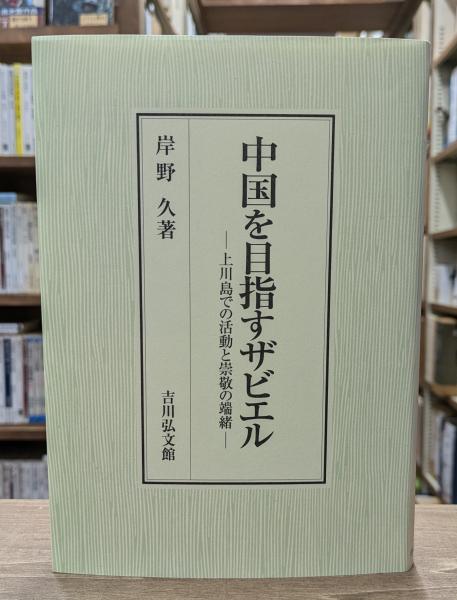 中国を目指すザビエル
―上川島での活動と崇敬の端緒―
岸野 久著
吉川弘文館